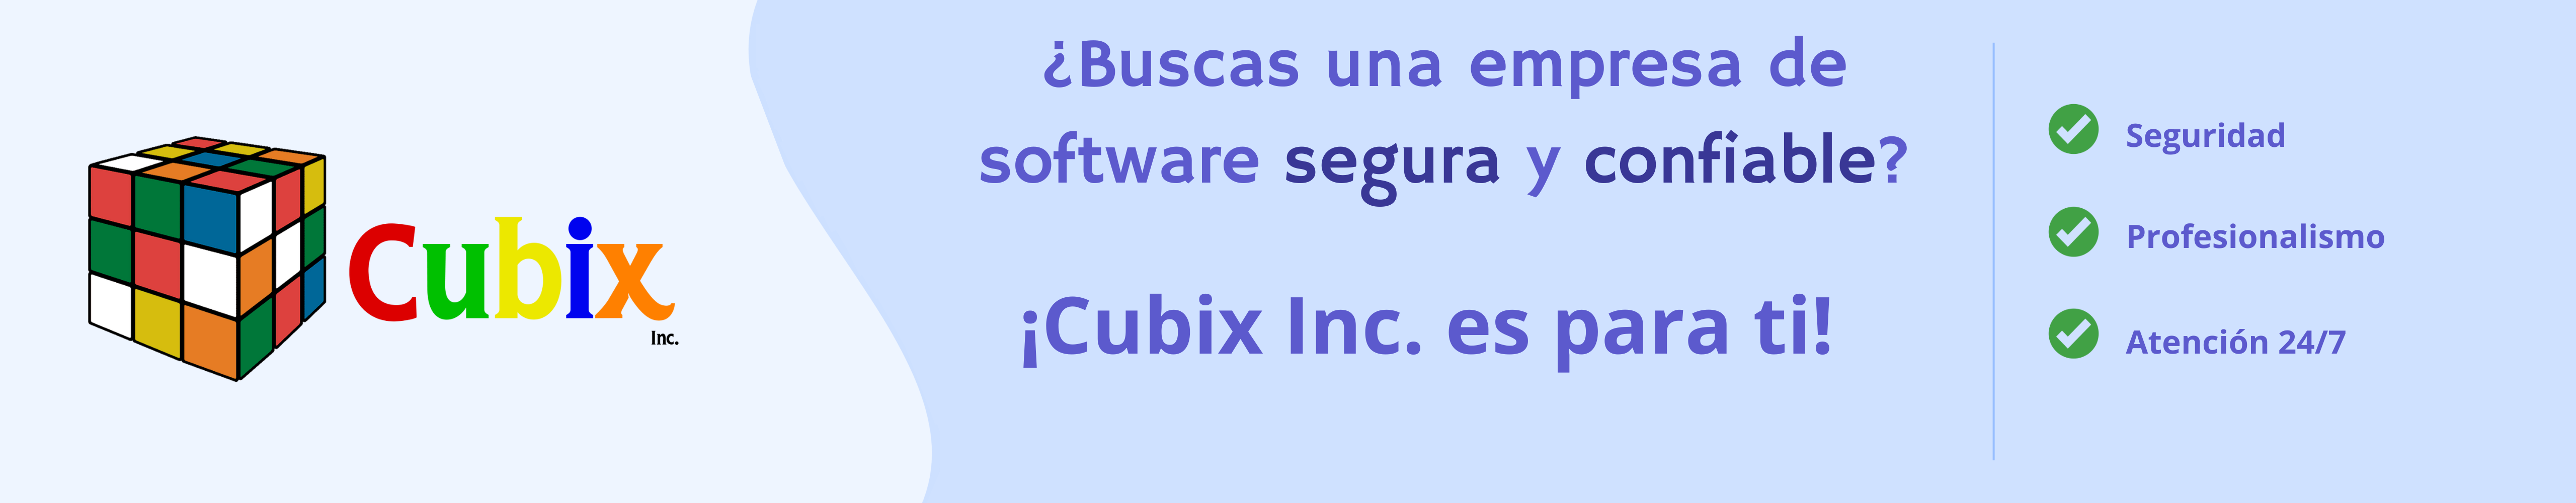 Cubix
Inc.
¿Buscas una empresa de
software segura y confiable?
¡Cubix Inc. es para ti!
Seguridad
Profesionalismo
Atención 24/7